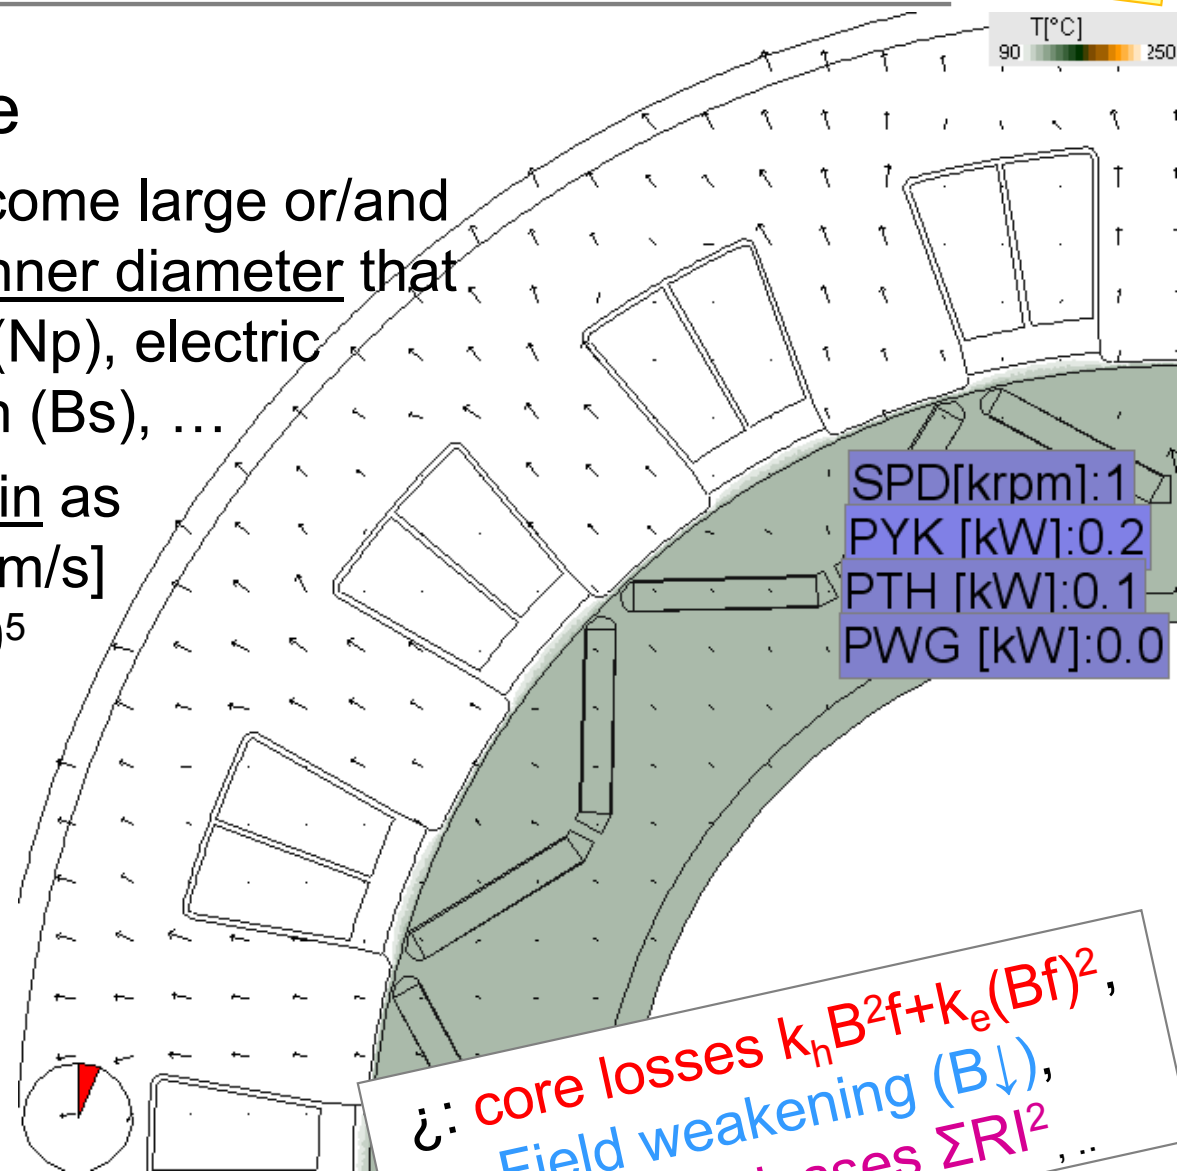 T[°C]
90 250
e
come large or/and
nner diameter that
(Np), electric
n (Bs), …
in as
m/s]
)⁵
SPD[krpm]:1
PYK [kW]:0.2
PTH [kW]:0.1
PWG [kW]:0.0
¿: core losses kₕB²f+kₑ(Bf)²,
Field weakening (B↓),
losses ΣRI² , ..